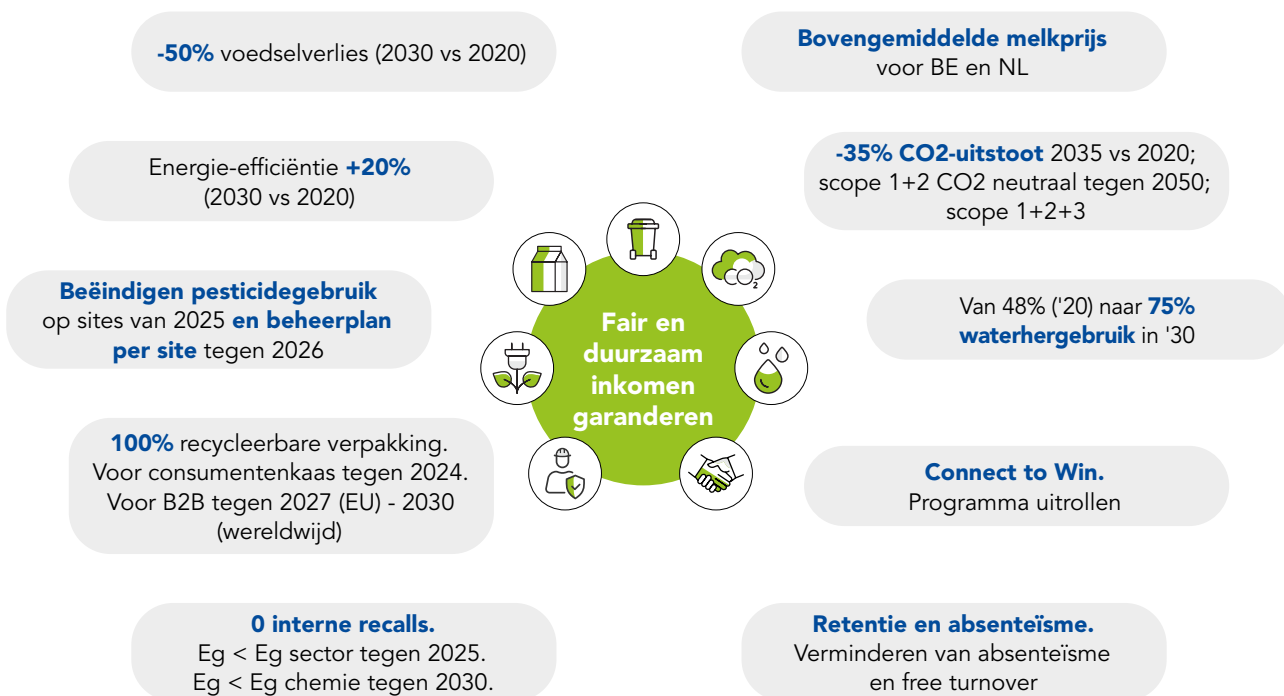 -50% voedselverlies (2030 vs 2020)
Bovengemiddelde melkprijs
voor BE en NL
Energie-efficiëntie +20%
(2030 vs 2020)
-35% CO2-uitstoot 2035 vs 2020;
scope 1+2 CO2 neutraal tegen 2050;
scope 1+2+3
Beëindigen pesticidegebruik
op sites van 2025 en beheerplan
per site tegen 2026
CO2
Fair en
duurzaam
inkomen
garanderen
Van 48% ('20) naar 75%
waterhergebruik in '30
100% recycleerbare verpakking.
Voor consumentenkaas tegen 2024.
Voor B2B tegen 2027 (EU) - 2030
(wereldwijd)
Connect to Win.
Programma uitrollen
0 interne recalls.
Eg < Eg sector tegen 2025.
Eg < Eg chemie tegen 2030.
Retentie en absenteïsme.
Verminderen van absenteïsme
en free turnover